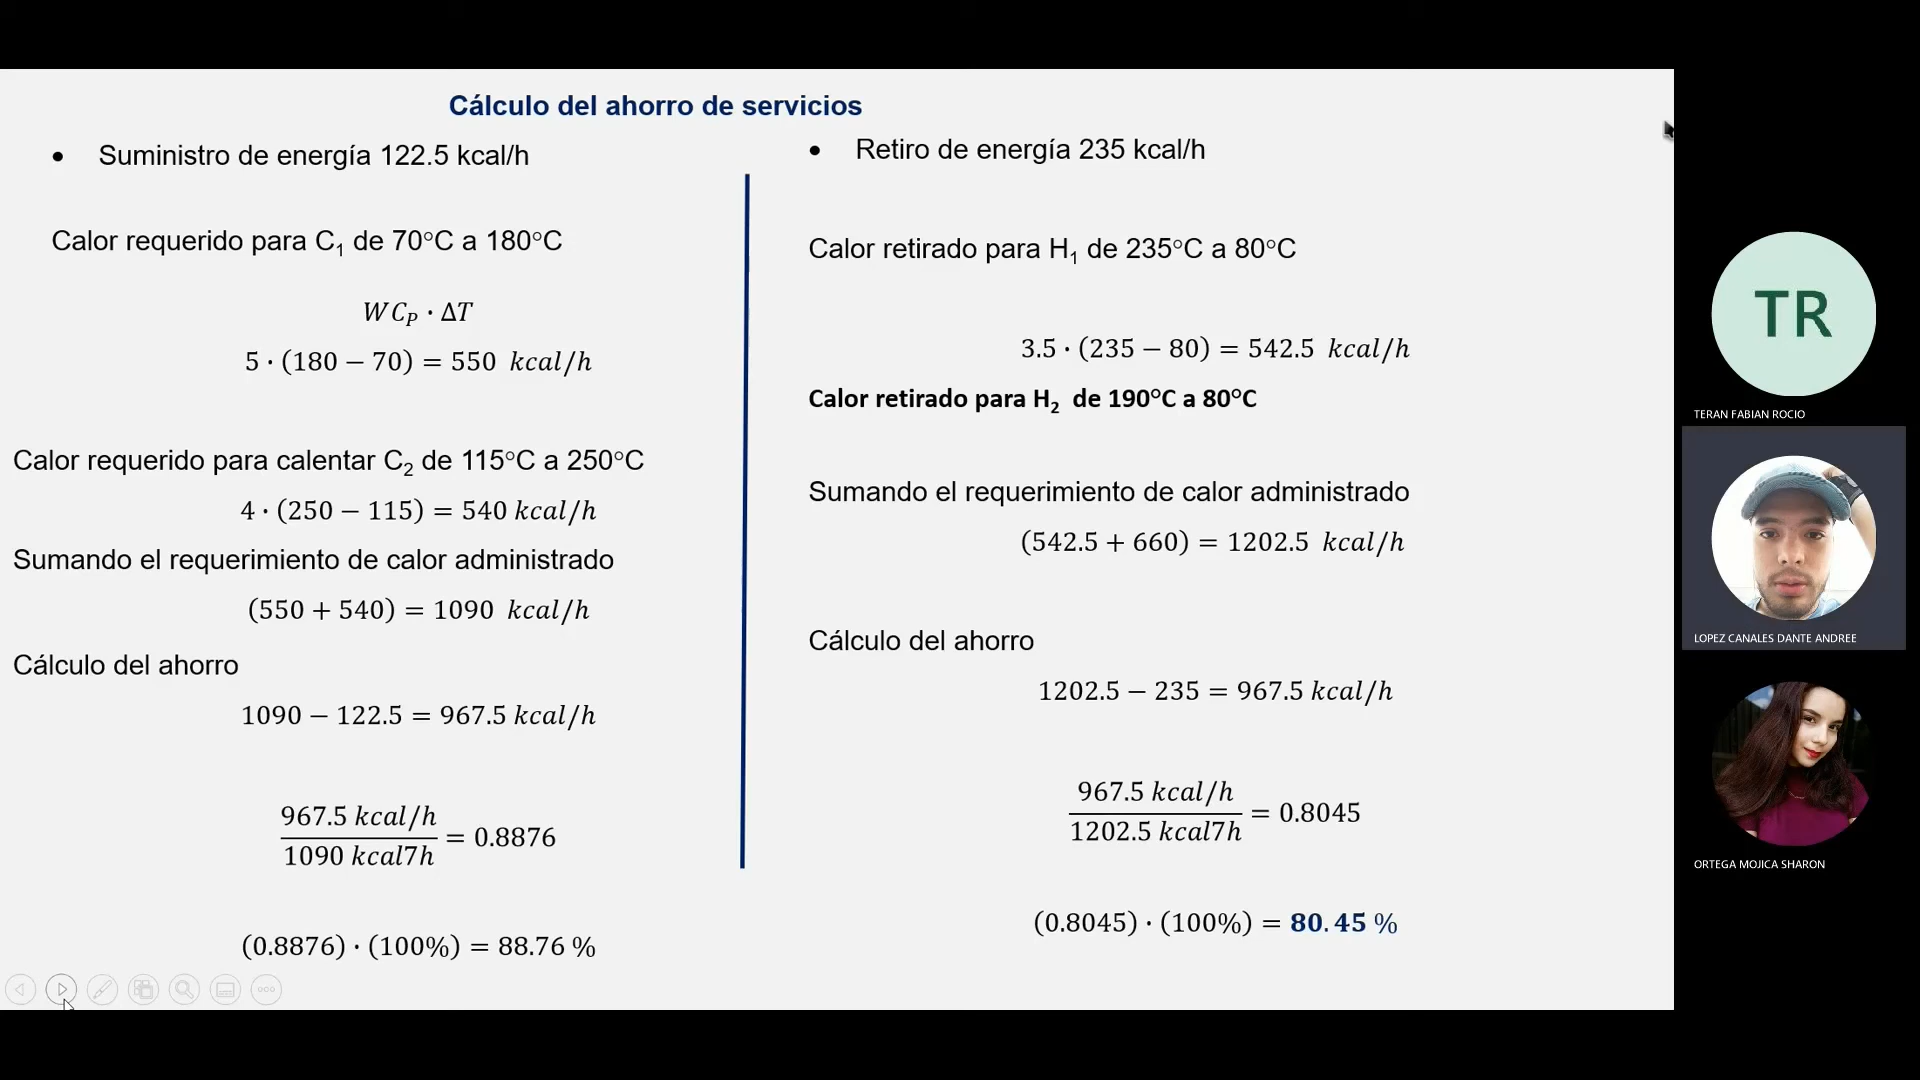 Cálculo del ahorro de servicios
• Suministro de energía 122.5 kcal/h
Calor requerido para C₁ de 70°C a 180°C
WC_P · ΔT
5 · (180 − 70) = 550 kcal/h
Calor requerido para calentar C₂ de 115°C a 250°C
4 · (250 − 115) = 540 kcal/h
Sumando el requerimiento de calor administrado
(550 + 540) = 1090 kcal/h
Cálculo del ahorro
1090 − 122.5 = 967.5 kcal/h
967.5 kcal/h
1090 kcal7h
= 0.8876
(0.8876) · (100%) = 88.76 %
• Retiro de energía 235 kcal/h
Calor retirado para H₁ de 235°C a 80°C
3.5 · (235 − 80) = 542.5 kcal/h
Calor retirado para H₂ de 190°C a 80°C
Sumando el requerimiento de calor administrado
(542.5 + 660) = 1202.5 kcal/h
Cálculo del ahorro
1202.5 − 235 = 967.5 kcal/h
967.5 kcal/h
1202.5 kcal7h
= 0.8045
(0.8045) · (100%) = 80.45 %
TR
TERAN FABIAN ROCIO
LOPEZ CANALES DANTE ANDREE
ORTEGA MOJICA SHARON